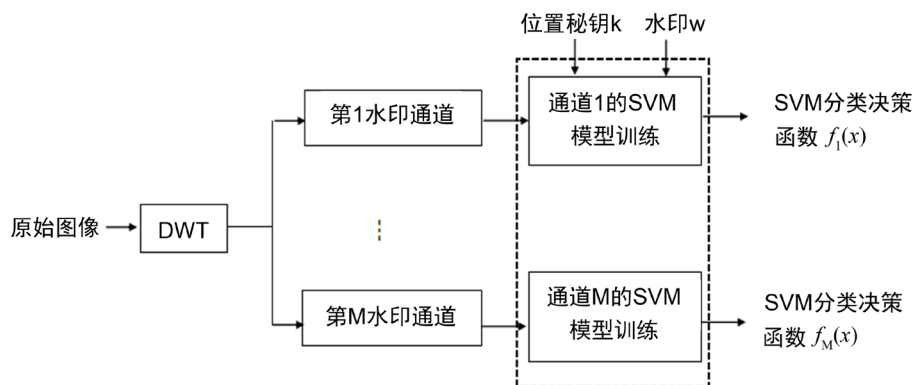 位置秘钥k 水印w
第1水印通道
通道1的SVM
模型训练
SVM分类决策
函数 f₁(x)
原始图像
DWT
第M水印通道
通道M的SVM
模型训练
SVM分类决策
函数 f_M(x)